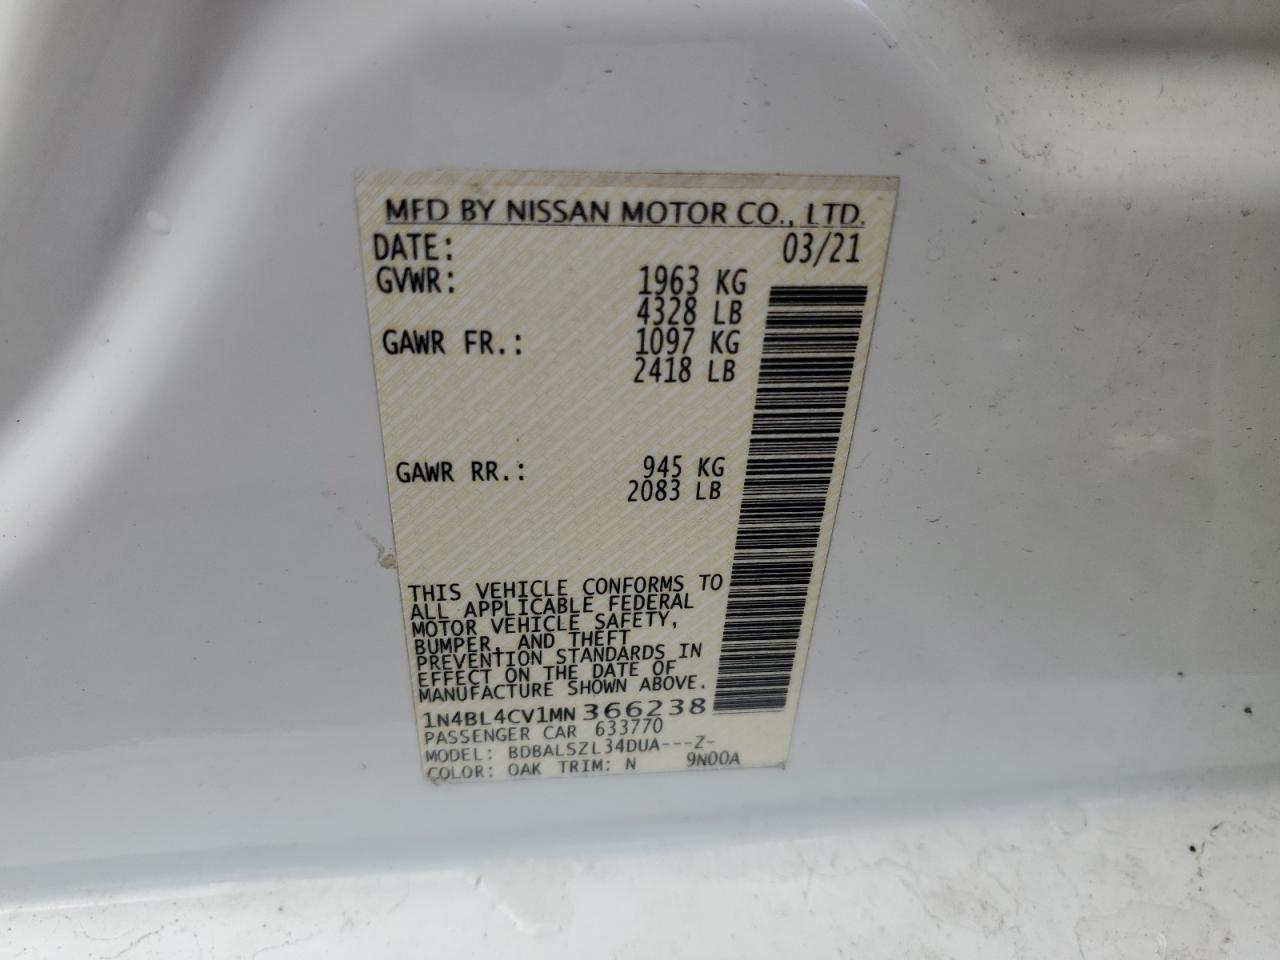 MFD BY NISSAN MOTOR CO., LTD.
DATE: 03/21
GVWR: 1963 KG
4328 LB
GAWR FR.: 1097 KG
2418 LB
GAWR RR.: 945 KG
2083 LB
THIS VEHICLE CONFORMS TO
ALL APPLICABLE FEDERAL
MOTOR VEHICLE SAFETY,
BUMPER, AND THEFT
PREVENTION STANDARDS IN
EFFECT ON THE DATE OF
MANUFACTURE SHOWN ABOVE.
1N4BL4CV1MN366238
PASSENGER CAR 633770
MODEL: BDBALSZL34DUA---Z-
COLOR: QAK TRIM: N 9N00A